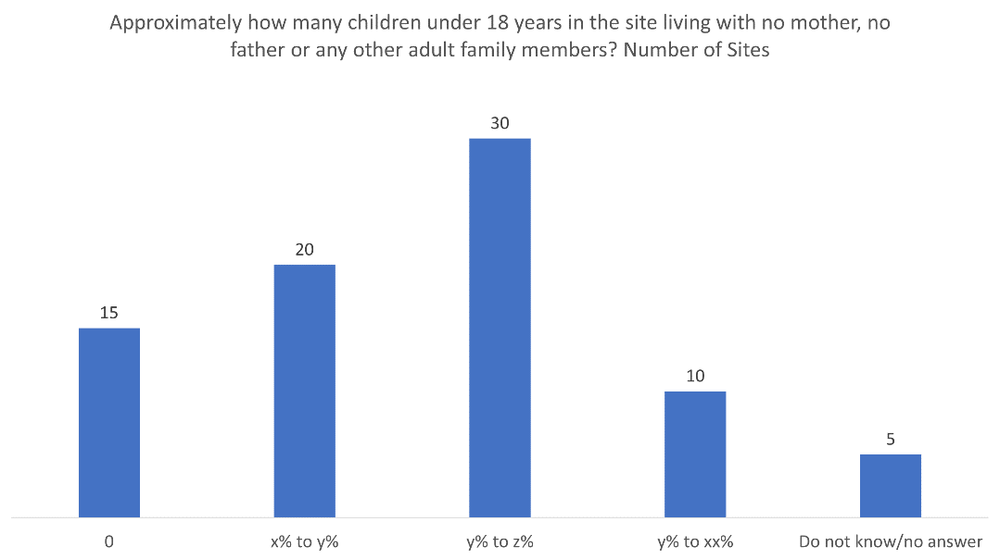 Approximately how many children under 18 years in the site living with no mother, no
father or any other adult family members? Number of Sites
30
20
15
10
5
0
x% to y%
y% to z%
y% to xx%
Do not know/no answer